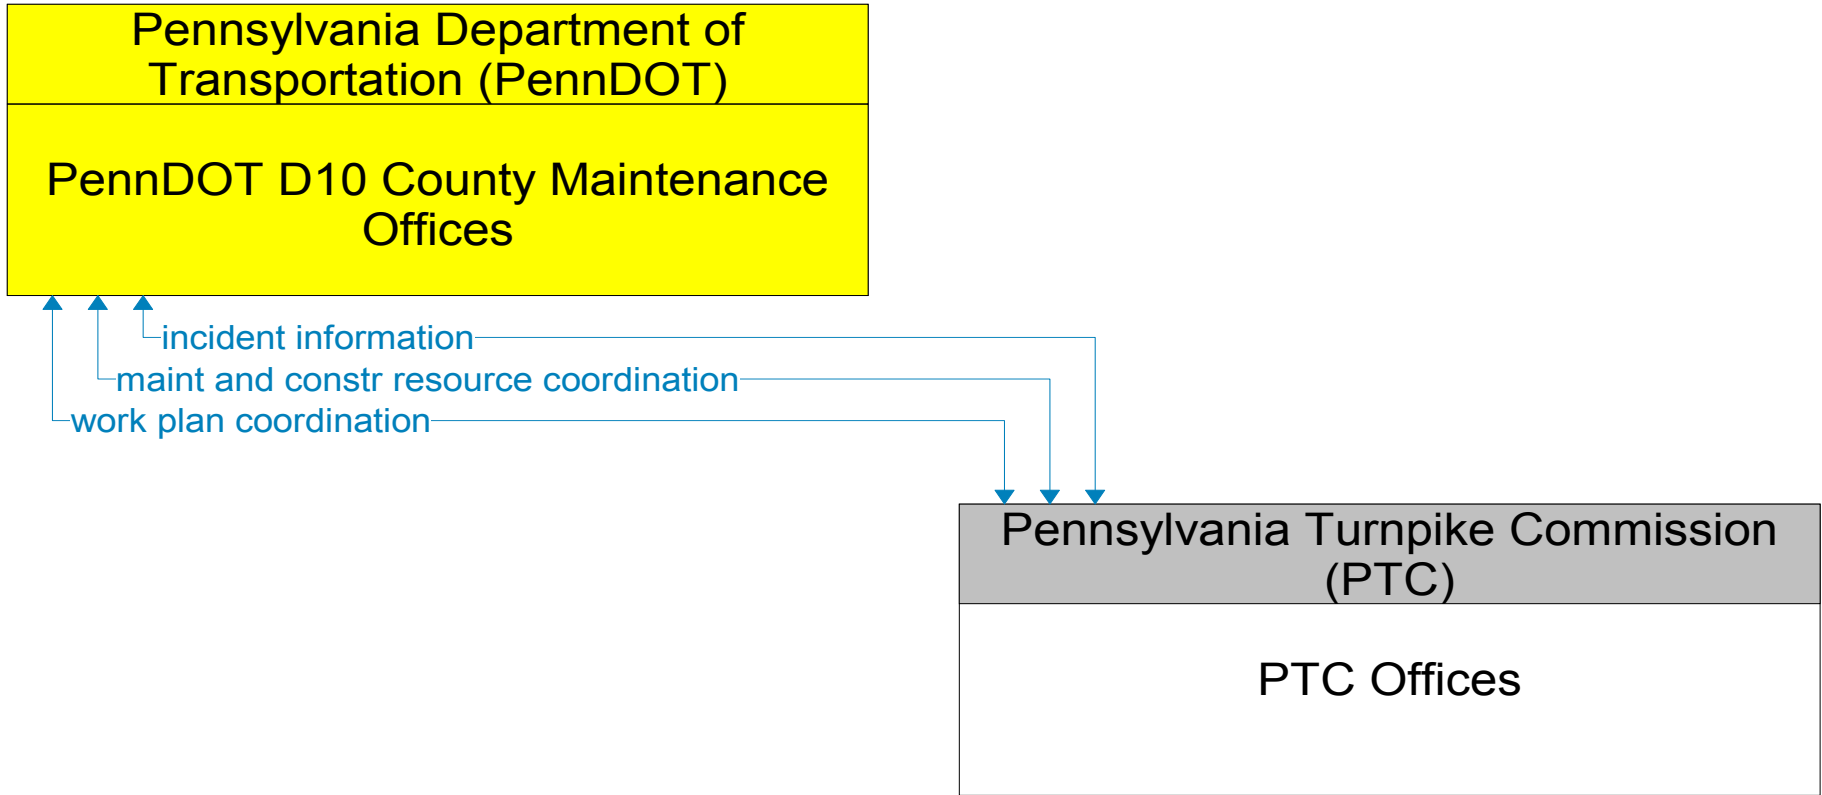 Pennsylvania Department of
Transportation (PennDOT)
PennDOT D10 County Maintenance
Offices
incident information
maint and constr resource coordination
work plan coordination
Pennsylvania Turnpike Commission
(PTC)
PTC Offices